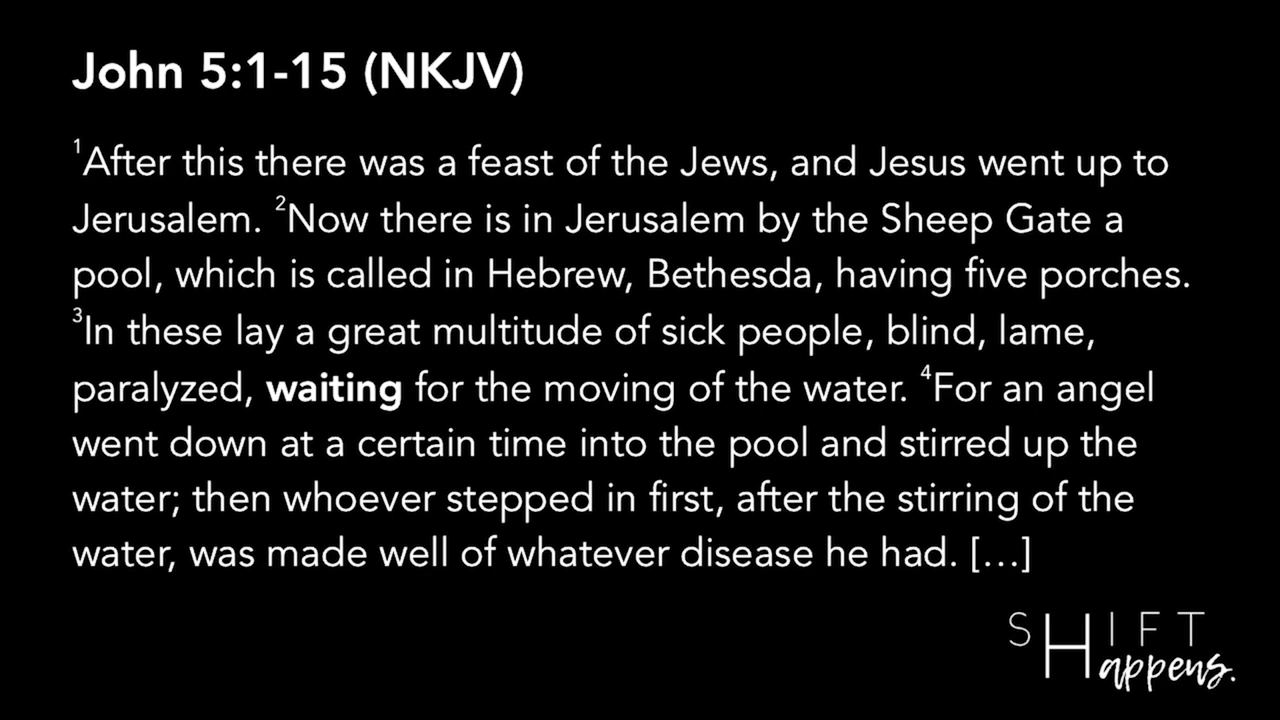 John 5:1-15 (NKJV)
¹After this there was a feast of the Jews, and Jesus went up to
Jerusalem. ²Now there is in Jerusalem by the Sheep Gate a
pool, which is called in Hebrew, Bethesda, having five porches.
³In these lay a great multitude of sick people, blind, lame,
paralyzed, waiting for the moving of the water. ⁴For an angel
went down at a certain time into the pool and stirred up the
water; then whoever stepped in first, after the stirring of the
water, was made well of whatever disease he had. […]
SHIFT
Happens.